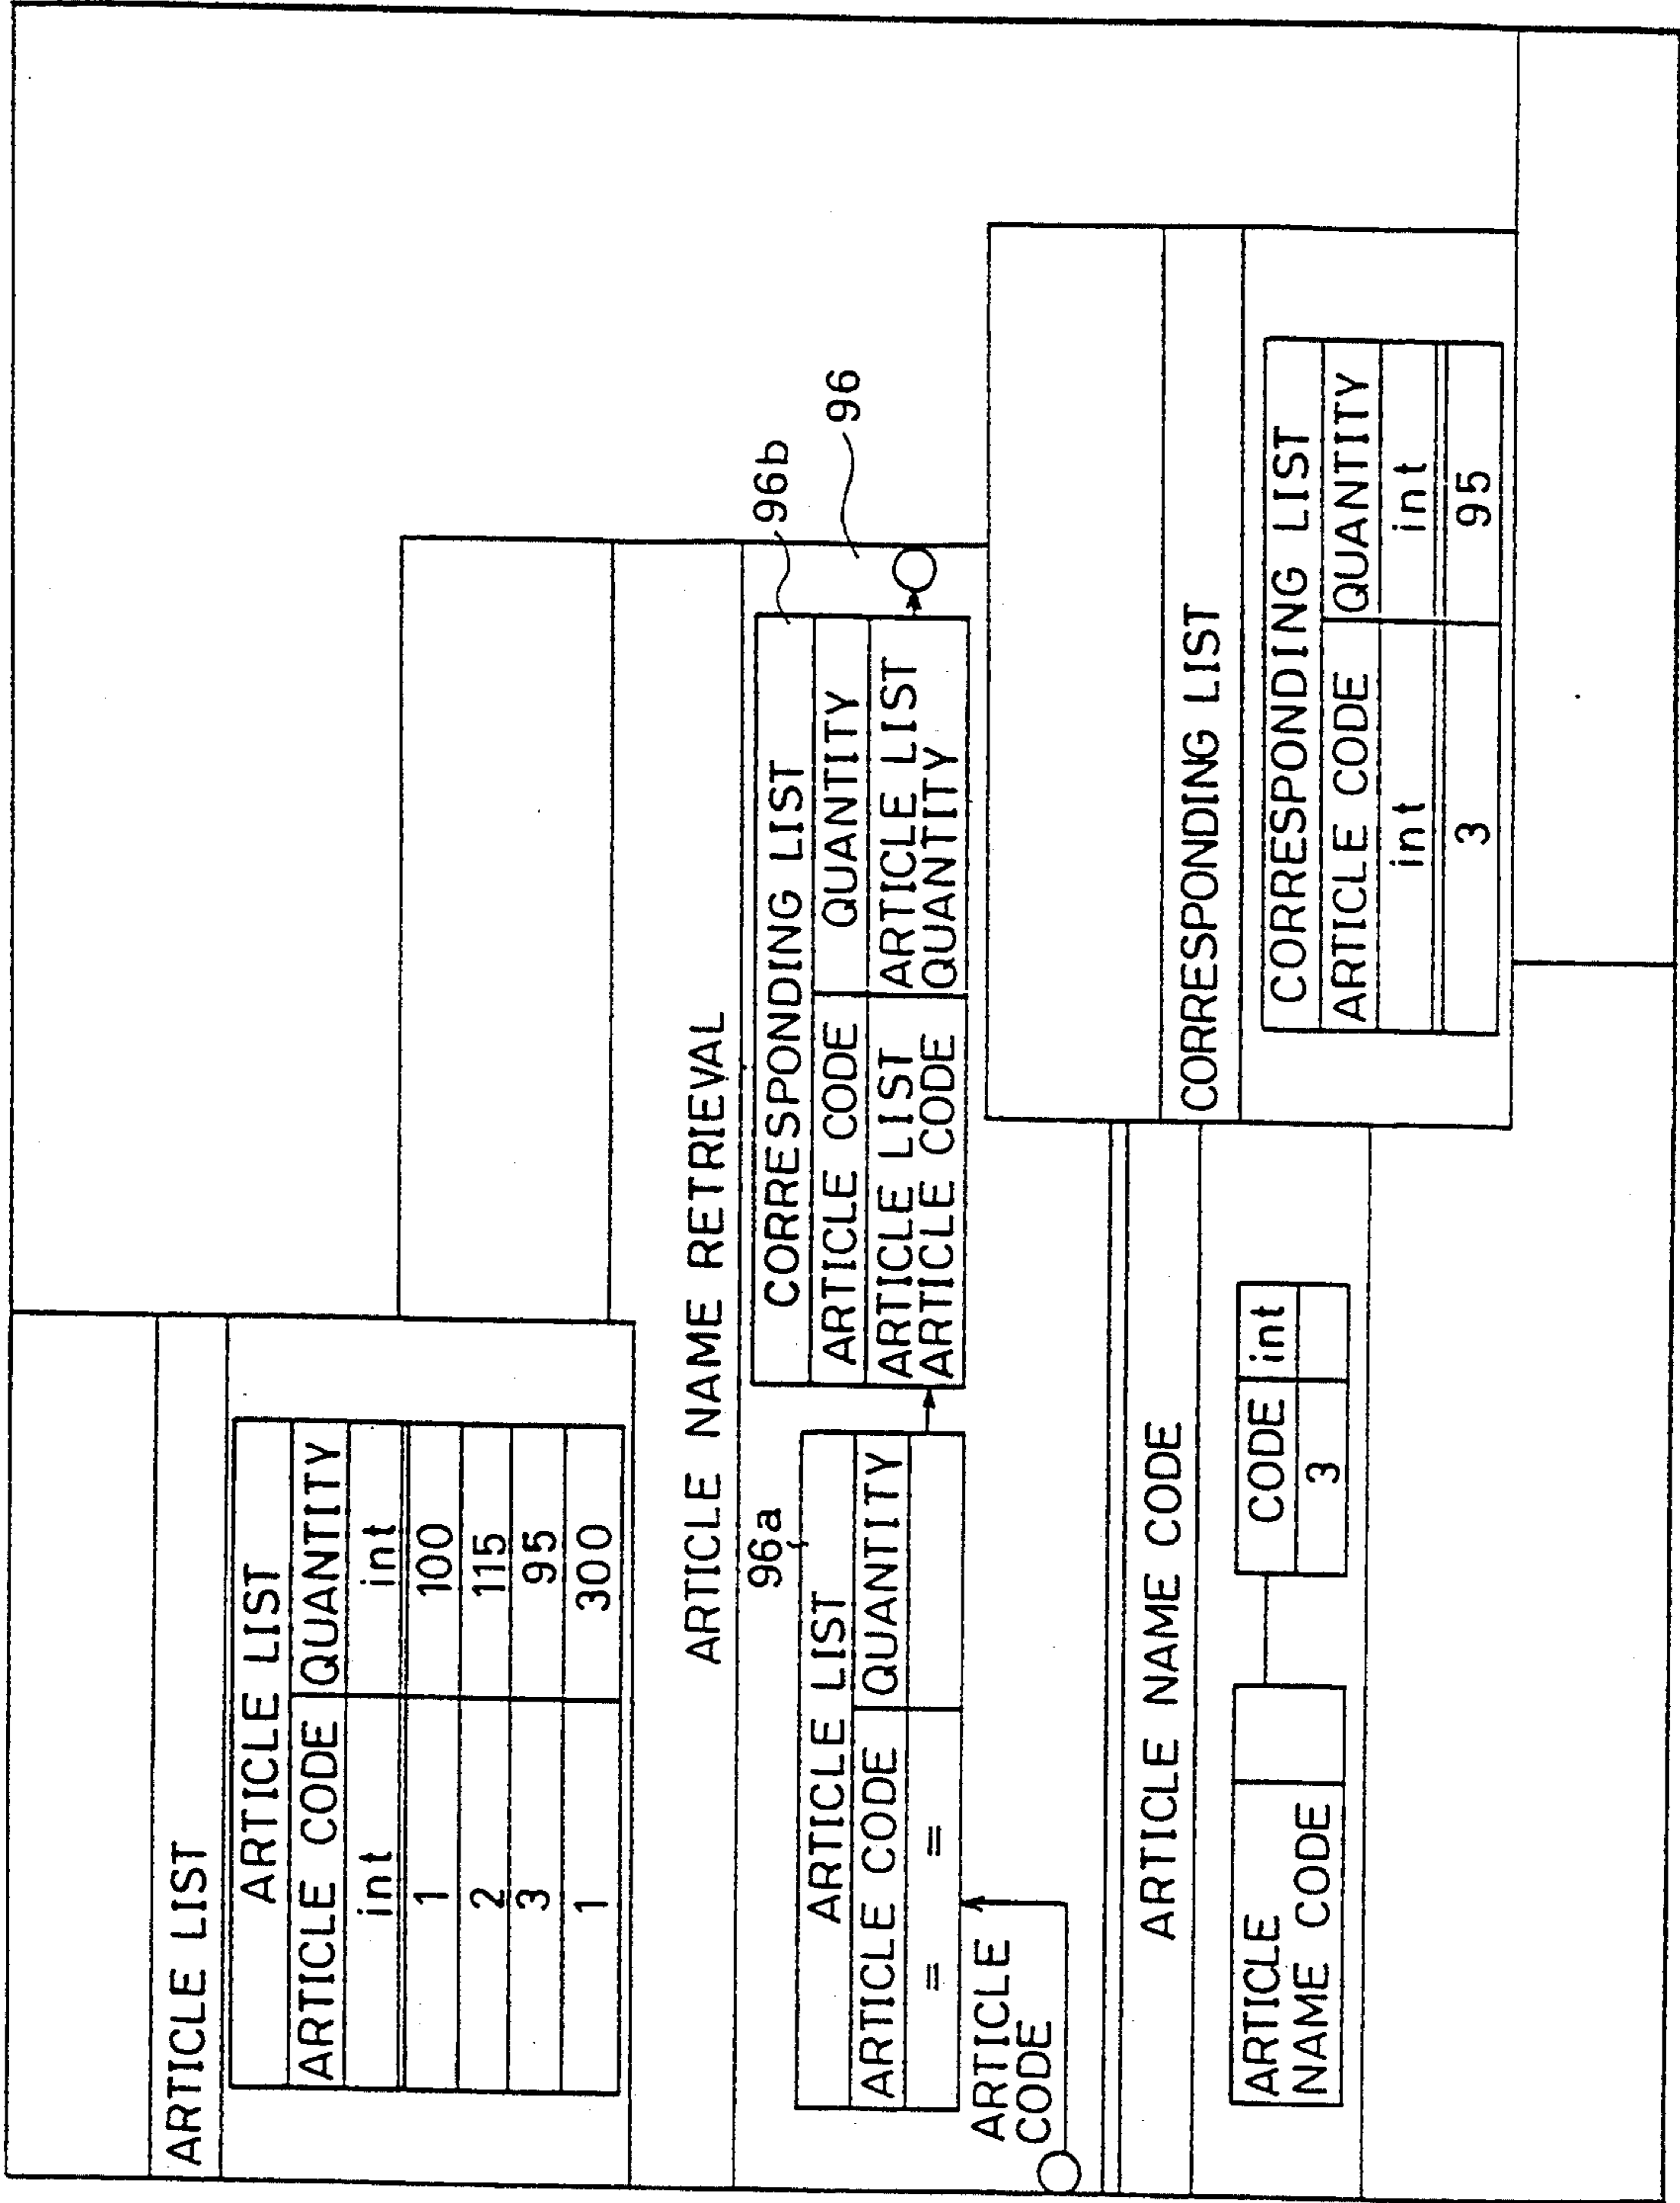 ARTICLE LIST
ARTICLE LIST
ARTICLE CODE QUANTITY
int int
1 100
2 115
3 95
1 300
ARTICLE NAME RETRIEVAL
96a
ARTICLE LIST
ARTICLE CODE QUANTITY
= =
ARTICLE
CODE
96b
96
CORRESPONDING LIST
ARTICLE CODE QUANTITY
ARTICLE LIST ARTICLE LIST
ARTICLE CODE QUANTITY
ARTICLE NAME CODE
ARTICLE
NAME CODE
CODE int
3
CORRESPONDING LIST
CORRESPONDING LIST
ARTICLE CODE QUANTITY
int int
3 95